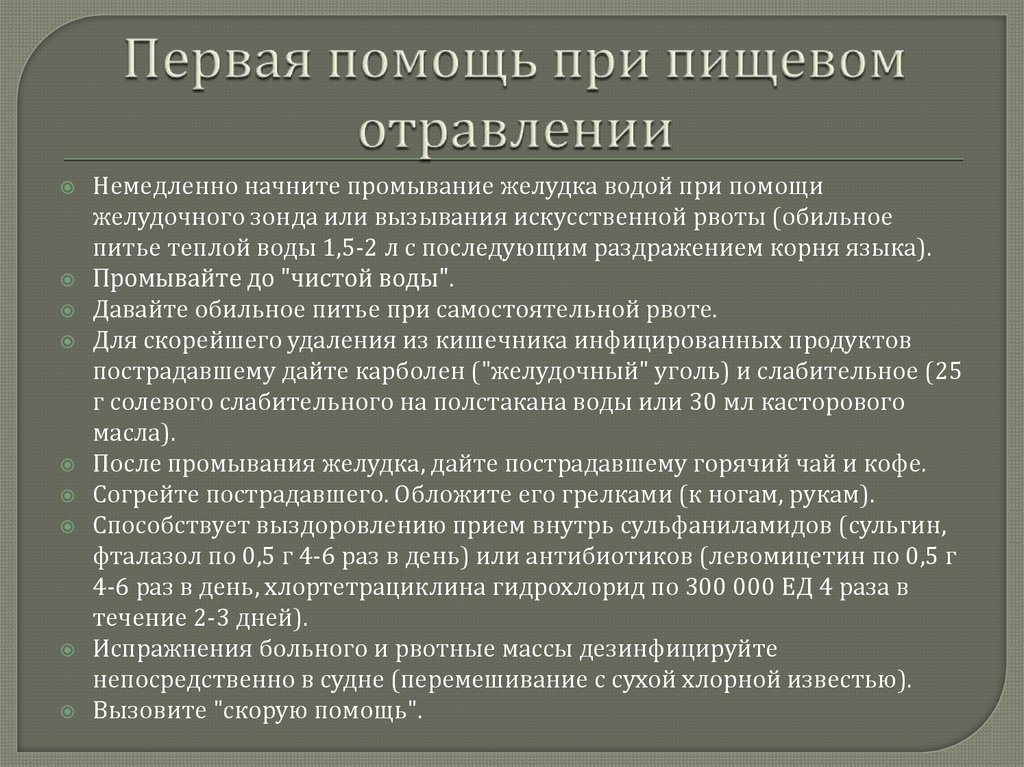 Первая помощь при пищевом
отравлении
Немедленно начните промывание желудка водой при помощи
желудочного зонда или вызывания искусственной рвоты (обильное
питье теплой воды 1,5-2 л с последующим раздражением корня языка).
Промывайте до "чистой воды".
Давайте обильное питье при самостоятельной рвоте.
Для скорейшего удаления из кишечника инфицированных продуктов
пострадавшему дайте карболен ("желудочный" уголь) и слабительное (25
г солевого слабительного на полстакана воды или 30 мл касторового
масла).
После промывания желудка, дайте пострадавшему горячий чай и кофе.
Согрейте пострадавшего. Обложите его грелками (к ногам, рукам).
Способствует выздоровлению прием внутрь сульфаниламидов (сульгин,
фталазол по 0,5 г 4-6 раз в день) или антибиотиков (левомицетин по 0,5 г
4-6 раз в день, хлортетрациклина гидрохлорид по 300 000 ЕД 4 раза в
течение 2-3 дней).
Испражнения больного и рвотные массы дезинфицируйте
непосредственно в судне (перемешивание с сухой хлорной известью).
Вызовите "скорую помощь".